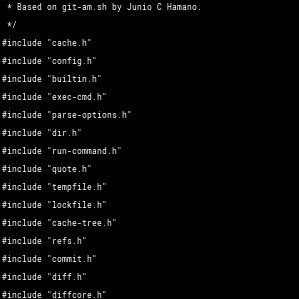 * Based on git-am.sh by Junio C Hamano.
*/
#include "cache.h"
#include "config.h"
#include "builtin.h"
#include "exec-cmd.h"
#include "parse-options.h"
#include "dir.h"
#include "run-command.h"
#include "quote.h"
#include "tempfile.h"
#include "lockfile.h"
#include "cache-tree.h"
#include "refs.h"
#include "commit.h"
#include "diff.h"
#include "diffcore.h"